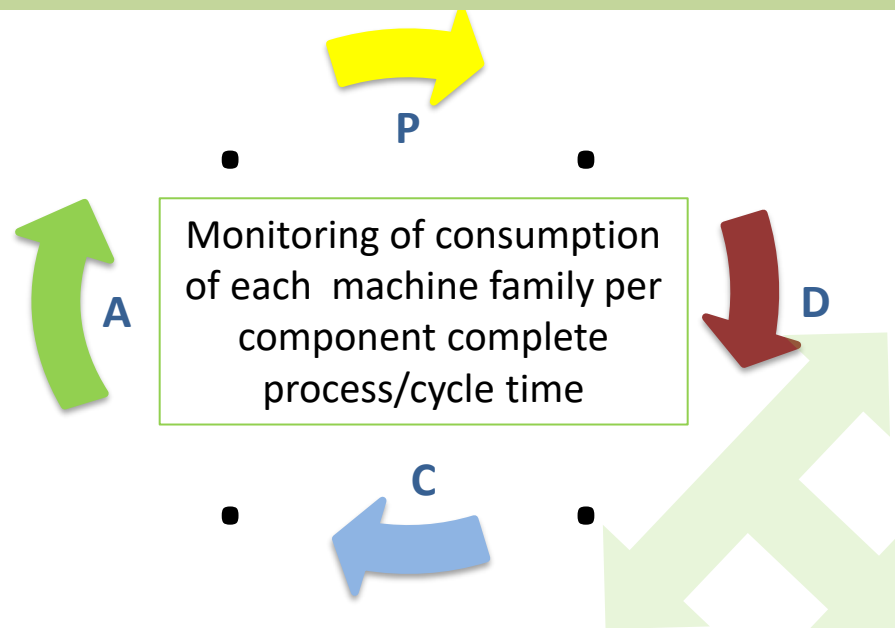 P
Monitoring of consumption
of each  machine family per
component complete
process/cycle time
A
D
C